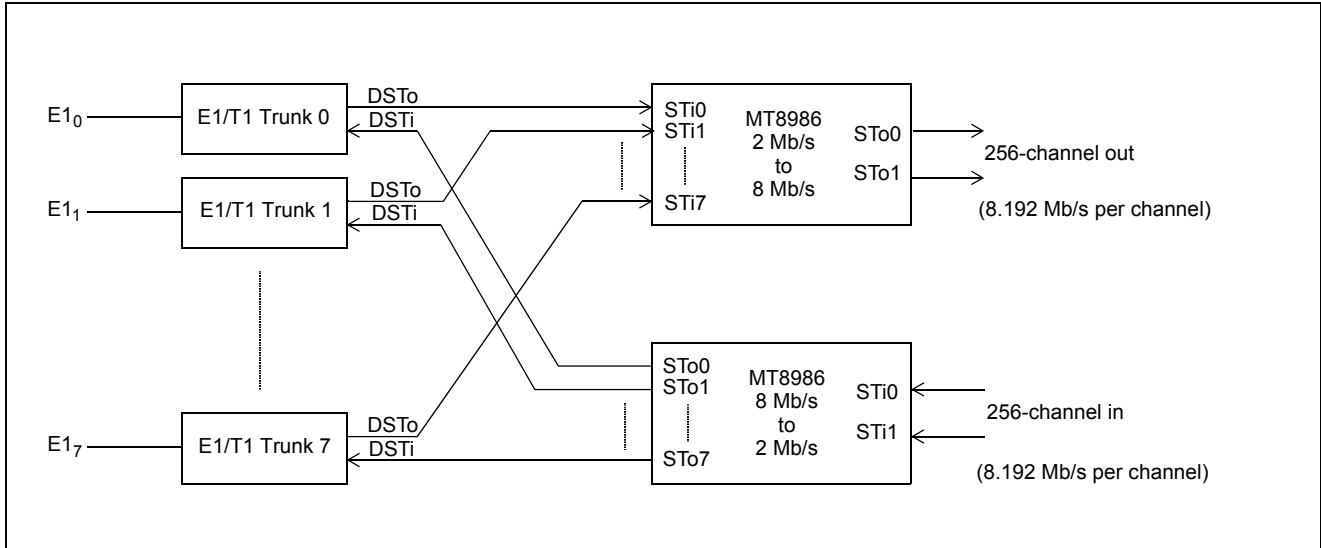 E1₀
E1/T1 Trunk 0
DSTo
DSTi
E1₁
E1/T1 Trunk 1
DSTo
DSTi
E1₇
E1/T1 Trunk 7
DSTo
DSTi
STi0
STi1
STi7
MT8986
2 Mb/s
to
8 Mb/s
STo0
STo1
256-channel out
(8.192 Mb/s per channel)
STo0
STo1
STo7
MT8986
8 Mb/s
to
2 Mb/s
STi0
STi1
256-channel in
(8.192 Mb/s per channel)